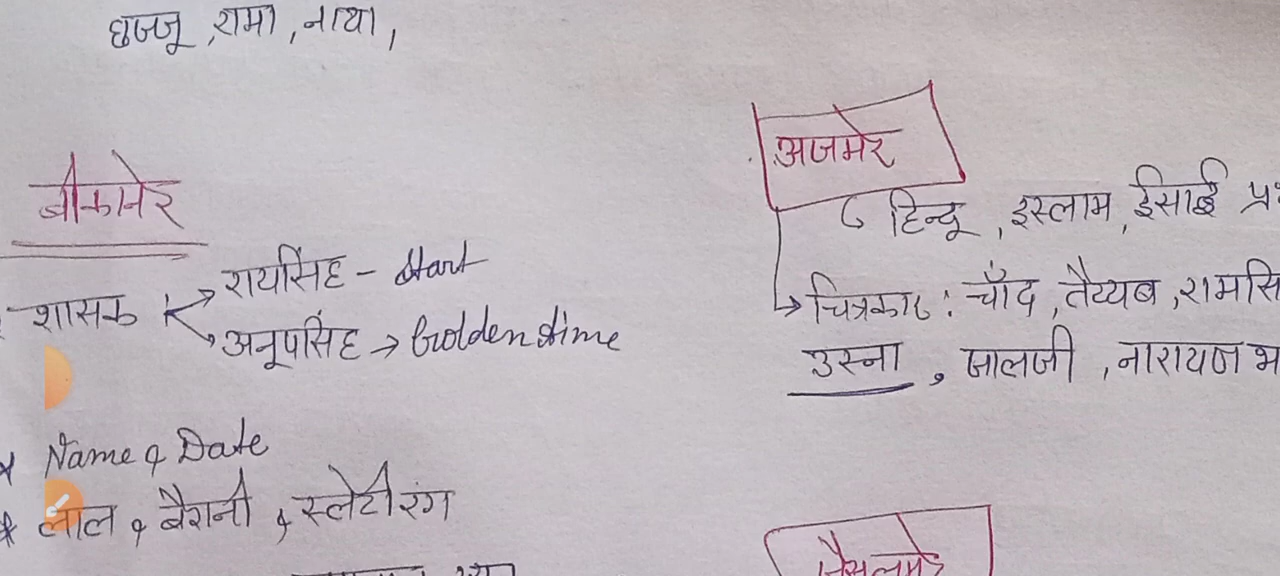 छज्जू, रामा, नाथा,
बीकानेर
शासक
रायसिंह - Start
अनूपसिंह → Golden time
* Name & Date
* लाल & बैंगनी & स्लेटी रंग
अजमेर
हिन्दू, इस्लाम, ईसाई
→ चित्रकार: चाँद, तैय्यब, रामसि
उस्ना, जालजी, नारायण भ
जैसलमेर